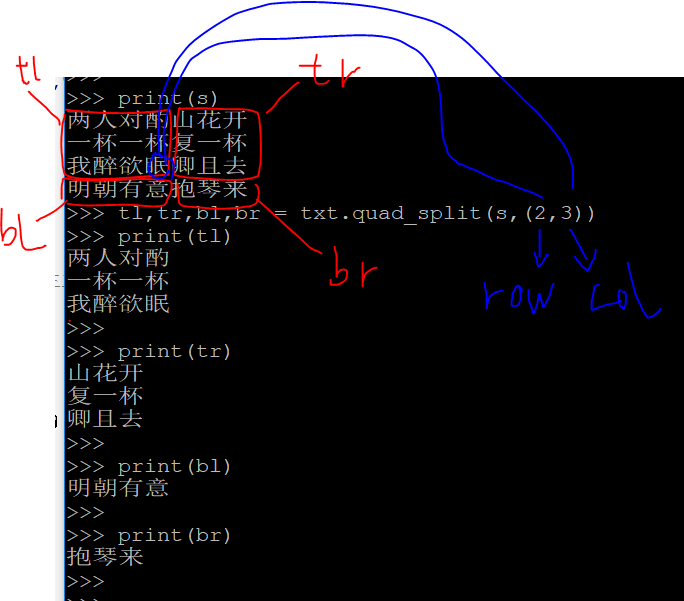 tl
tr
>>>
>>> print(s)
两人对酌山花开
一杯一杯复一杯
我醉欲眠卿且去
明朝有意抱琴来
bL
>>> tl,tr,bl,br = txt.quad_split(s,(2,3))
>>> print(tl)
br
两人对酌
一杯一杯
row col
我醉欲眠
>>>
>>> print(tr)
山花开
复一杯
卿且去
>>>
>>> print(bl)
明朝有意
>>>
>>> print(br)
抱琴来
>>>
>>>